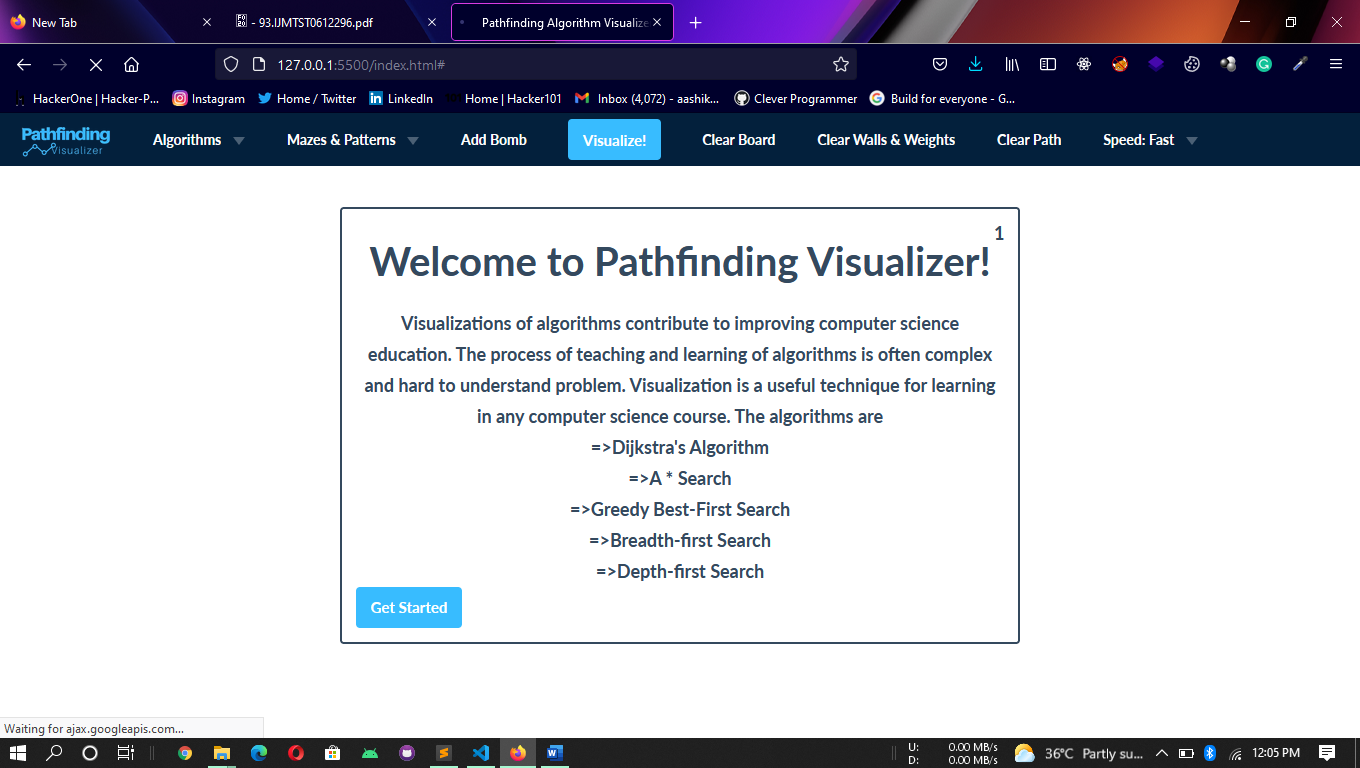 New Tab
- 93.IJMTST0612296.pdf
Pathfinding Algorithm Visualize
127.0.0.1:5500/index.html#
HackerOne | Hacker-P...
Instagram
Home / Twitter
LinkedIn
Home | Hacker101
Inbox (4,072) - aashik...
Clever Programmer
Build for everyone - G...
Pathfinding
Visualizer
Algorithms
Mazes & Patterns
Add Bomb
Visualize!
Clear Board
Clear Walls & Weights
Clear Path
Speed: Fast
1
Welcome to Pathfinding Visualizer!
Visualizations of algorithms contribute to improving computer science
education. The process of teaching and learning of algorithms is often complex
and hard to understand problem. Visualization is a useful technique for learning
in any computer science course. The algorithms are
=>Dijkstra's Algorithm
=>A * Search
=>Greedy Best-First Search
=>Breadth-first Search
=>Depth-first Search
Get Started
Waiting for ajax.googleapis.com...
U: 0.00 MB/s
D: 0.00 MB/s
36°C Partly su...
12:05 PM